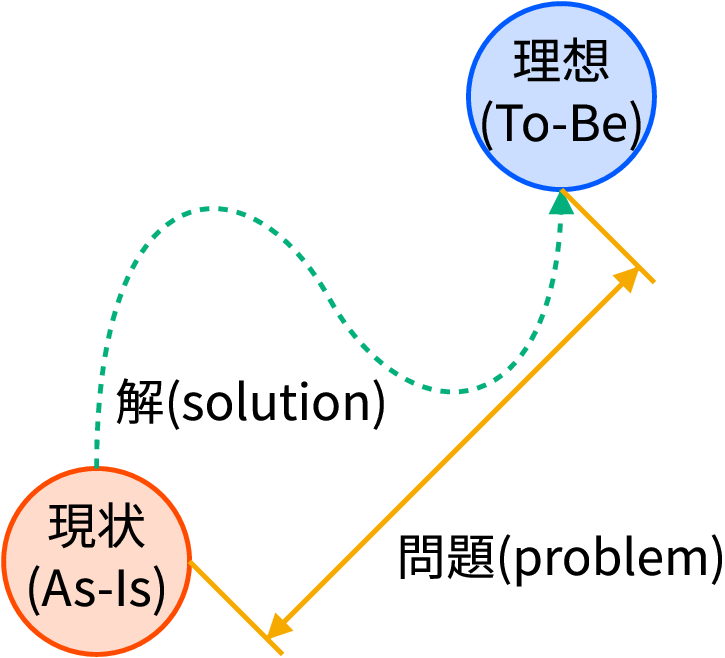 理想
(To-Be)
解(solution)
現状
(As-Is)
問題(problem)